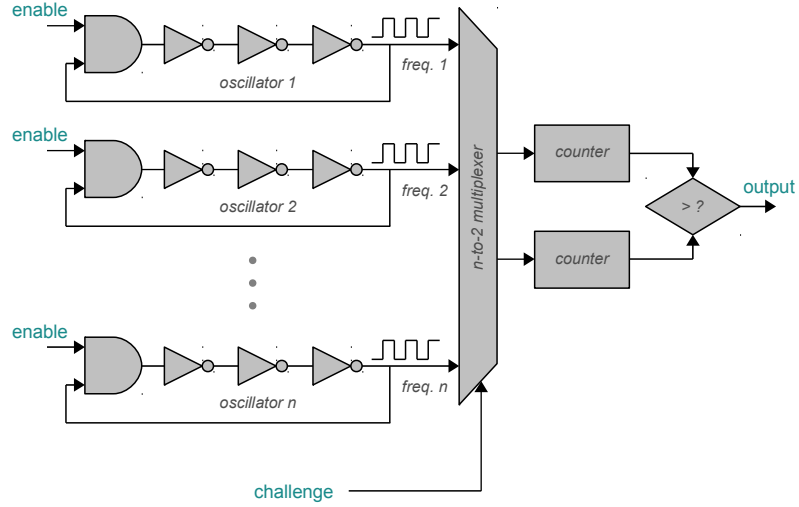 enable
oscillator 1
freq. 1
enable
oscillator 2
freq. 2
enable
oscillator n
freq. n
n-to-2 multiplexer
counter
counter
> ?
output
challenge